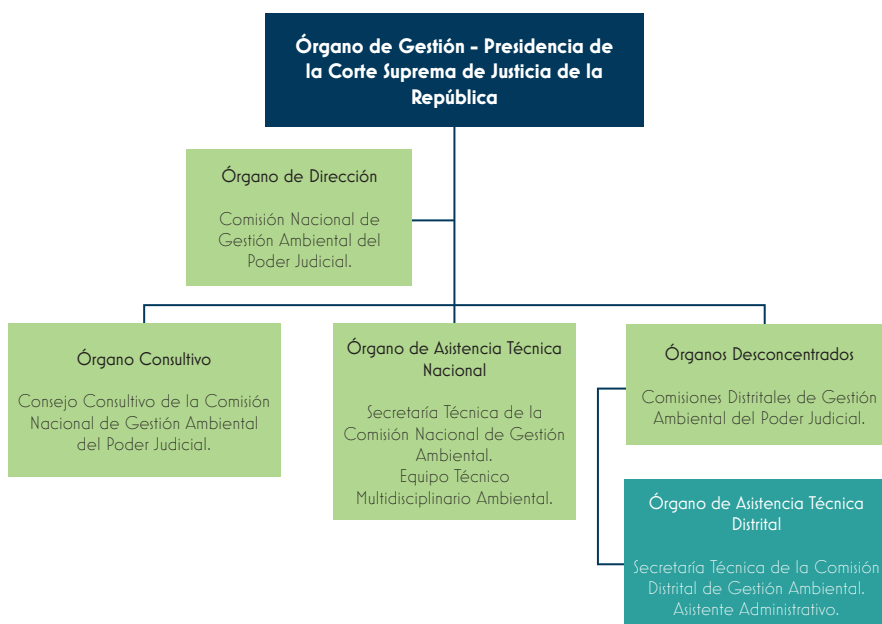 Órgano de Gestión - Presidencia de
la Corte Suprema de Justicia de la
República
Órgano de Dirección
Comisión Nacional de
Gestión Ambiental del
Poder Judicial.
Órgano Consultivo
Consejo Consultivo de la Comisión
Nacional de Gestión Ambiental
del Poder Judicial.
Órgano de Asistencia Técnica
Nacional
Secretaría Técnica de la
Comisión Nacional de Gestión
Ambiental.
Equipo Técnico
Multidisciplinario Ambiental.
Órganos Desconcentrados
Comisiones Distritales de Gestión
Ambiental del Poder Judicial.
Órgano de Asistencia Técnica
Distrital
Secretaría Técnica de la Comisión
Distrital de Gestión Ambiental.
Asistente Administrativo.